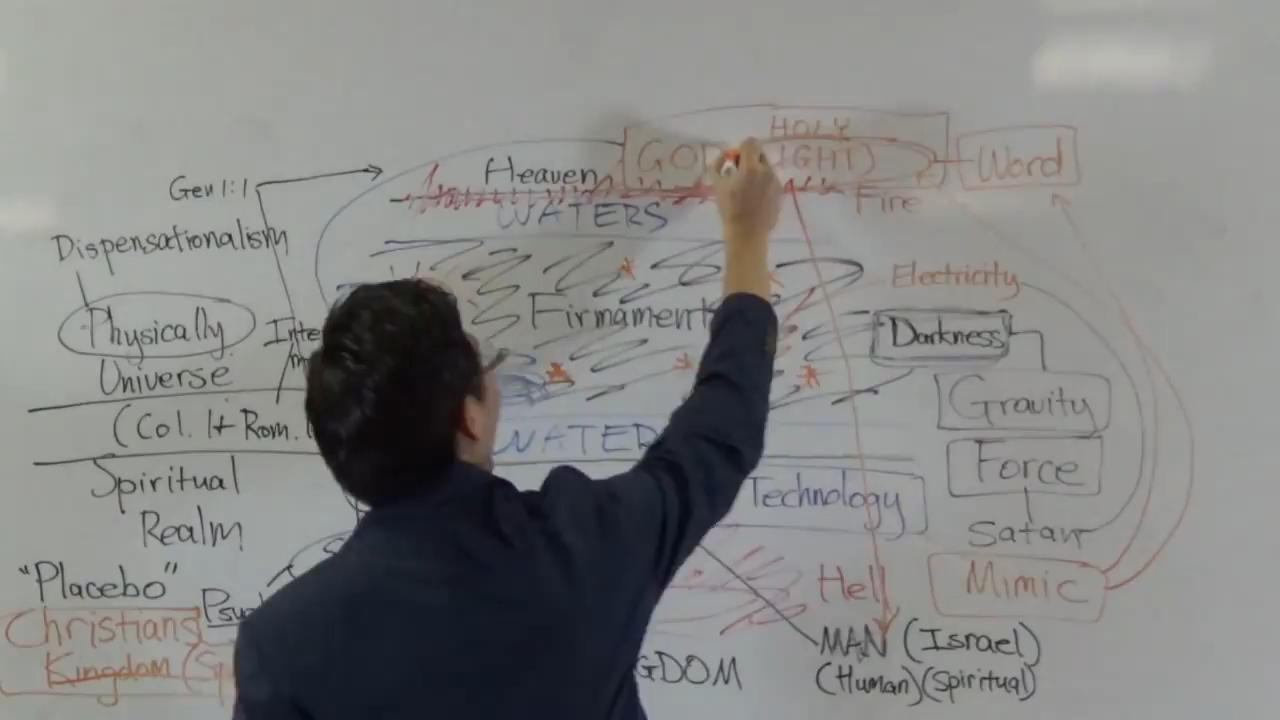 HOLY
Heaven GOD LIGHT) Word
Gen 1:1
WATERS Fire
Dispensationalism
Electricity
Firmament
Physically
Darkness
Universe
Gravity
(Col. 1 + Rom.
WATER
Force
Spiritual
Technology
Realm
Satan
"Placebo"
Hell Mimic
Christians
MAN (Israel)
Kingdom
GDOM (Human) (Spiritual)